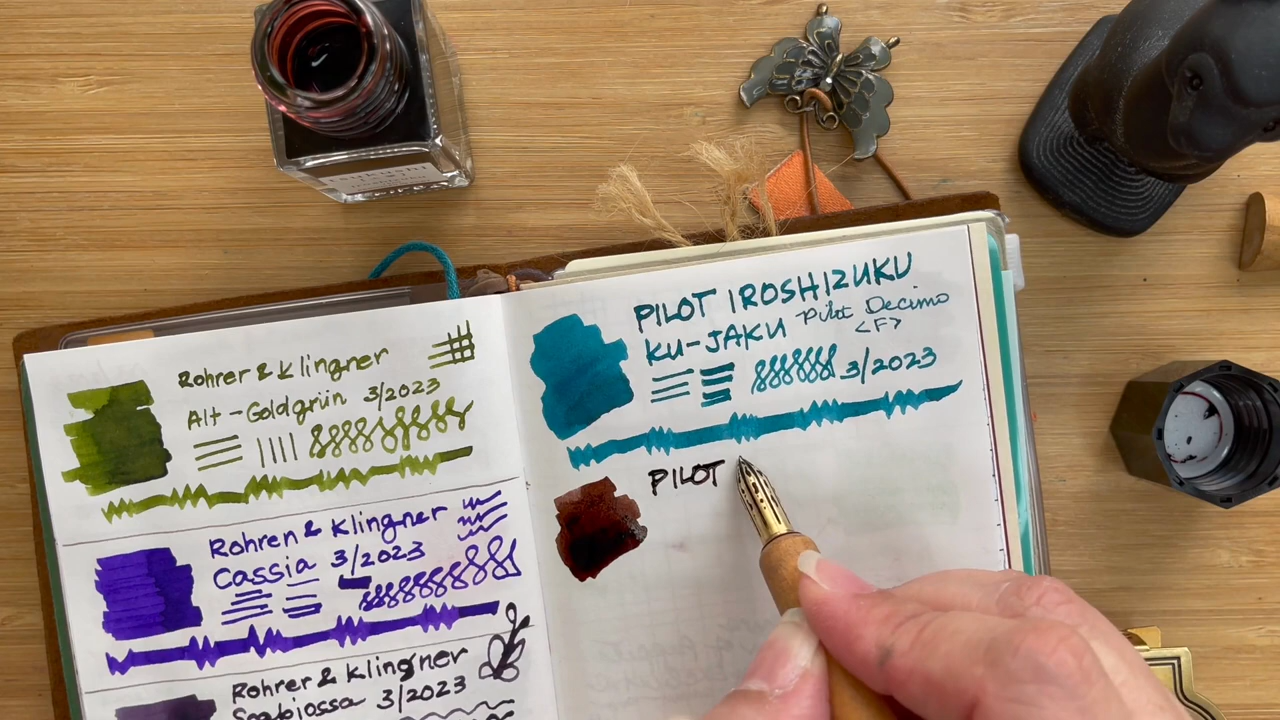 Rohrer & Klingner
Alt-Goldgrün 3/2023
Rohrer & Klingner
Cassia 3/2023
Rohrer & Klingner
Scabiossa 3/2023
PILOT IROSHIZUKU
KU-JAKU Pilot Decimo
<F>
3/2023
PILOT